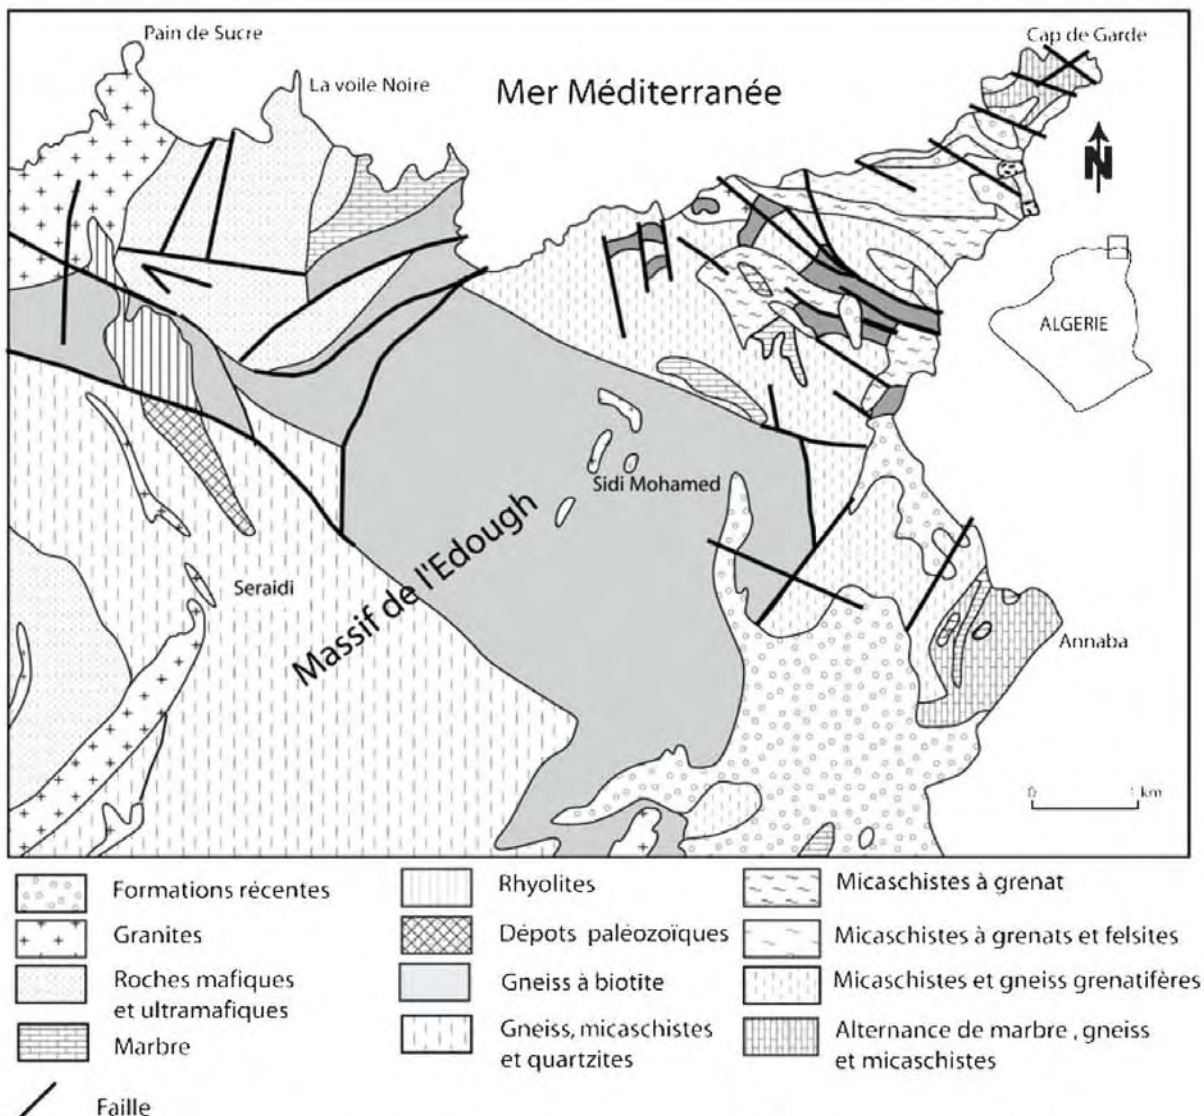 Pain de Sucre
Cap de Garde
La voile Noire
Mer Méditerranée
N
ALGERIE
Sidi Mohamed
Massif de l'Edough
Seraidi
Annaba
0 1 km
Formations récentes
Granites
Roches mafiques
et ultramafiques
Marbre
Faille
Rhyolites
Dépots paléozoïques
Gneiss à biotite
Gneiss, micaschistes
et quartzites
Micaschistes à grenat
Micaschistes à grenats et felsites
Micaschistes et gneiss grenatifères
Alternance de marbre , gneiss
et micaschistes